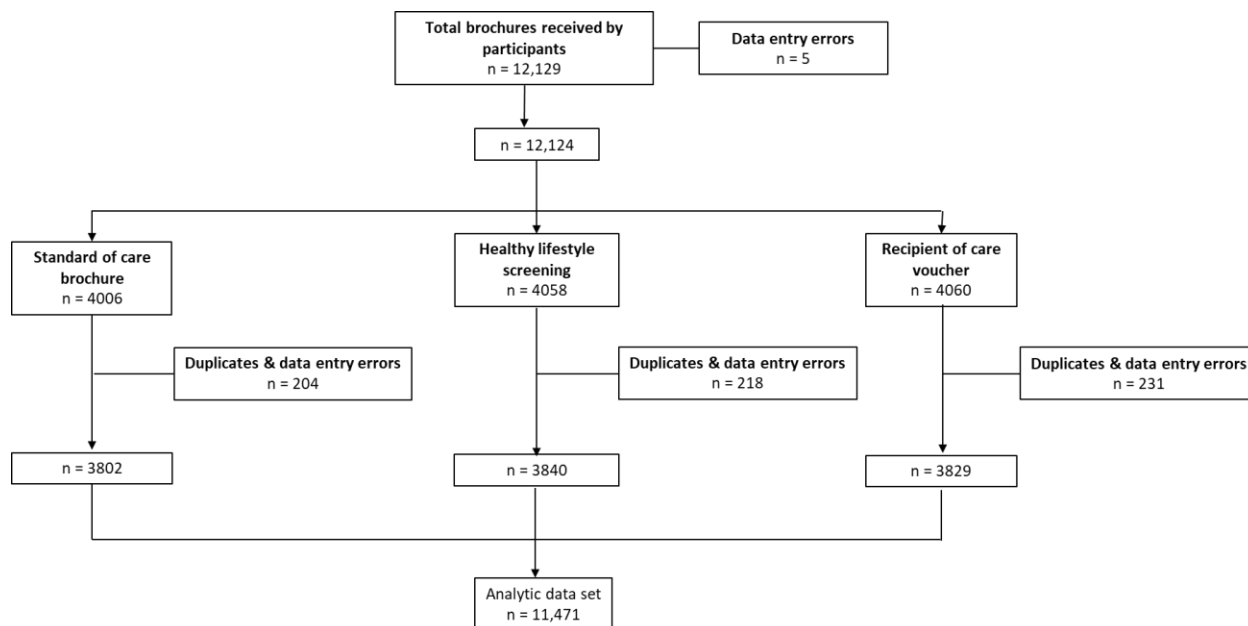 Total brochures received by
participants
n = 12,129
Data entry errors
n = 5
n = 12,124
Standard of care
brochure
n = 4006
Healthy lifestyle
screening
n = 4058
Recipient of care
voucher
n = 4060
Duplicates & data entry errors
n = 204
Duplicates & data entry errors
n = 218
Duplicates & data entry errors
n = 231
n = 3802
n = 3840
n = 3829
Analytic data set
n = 11,471